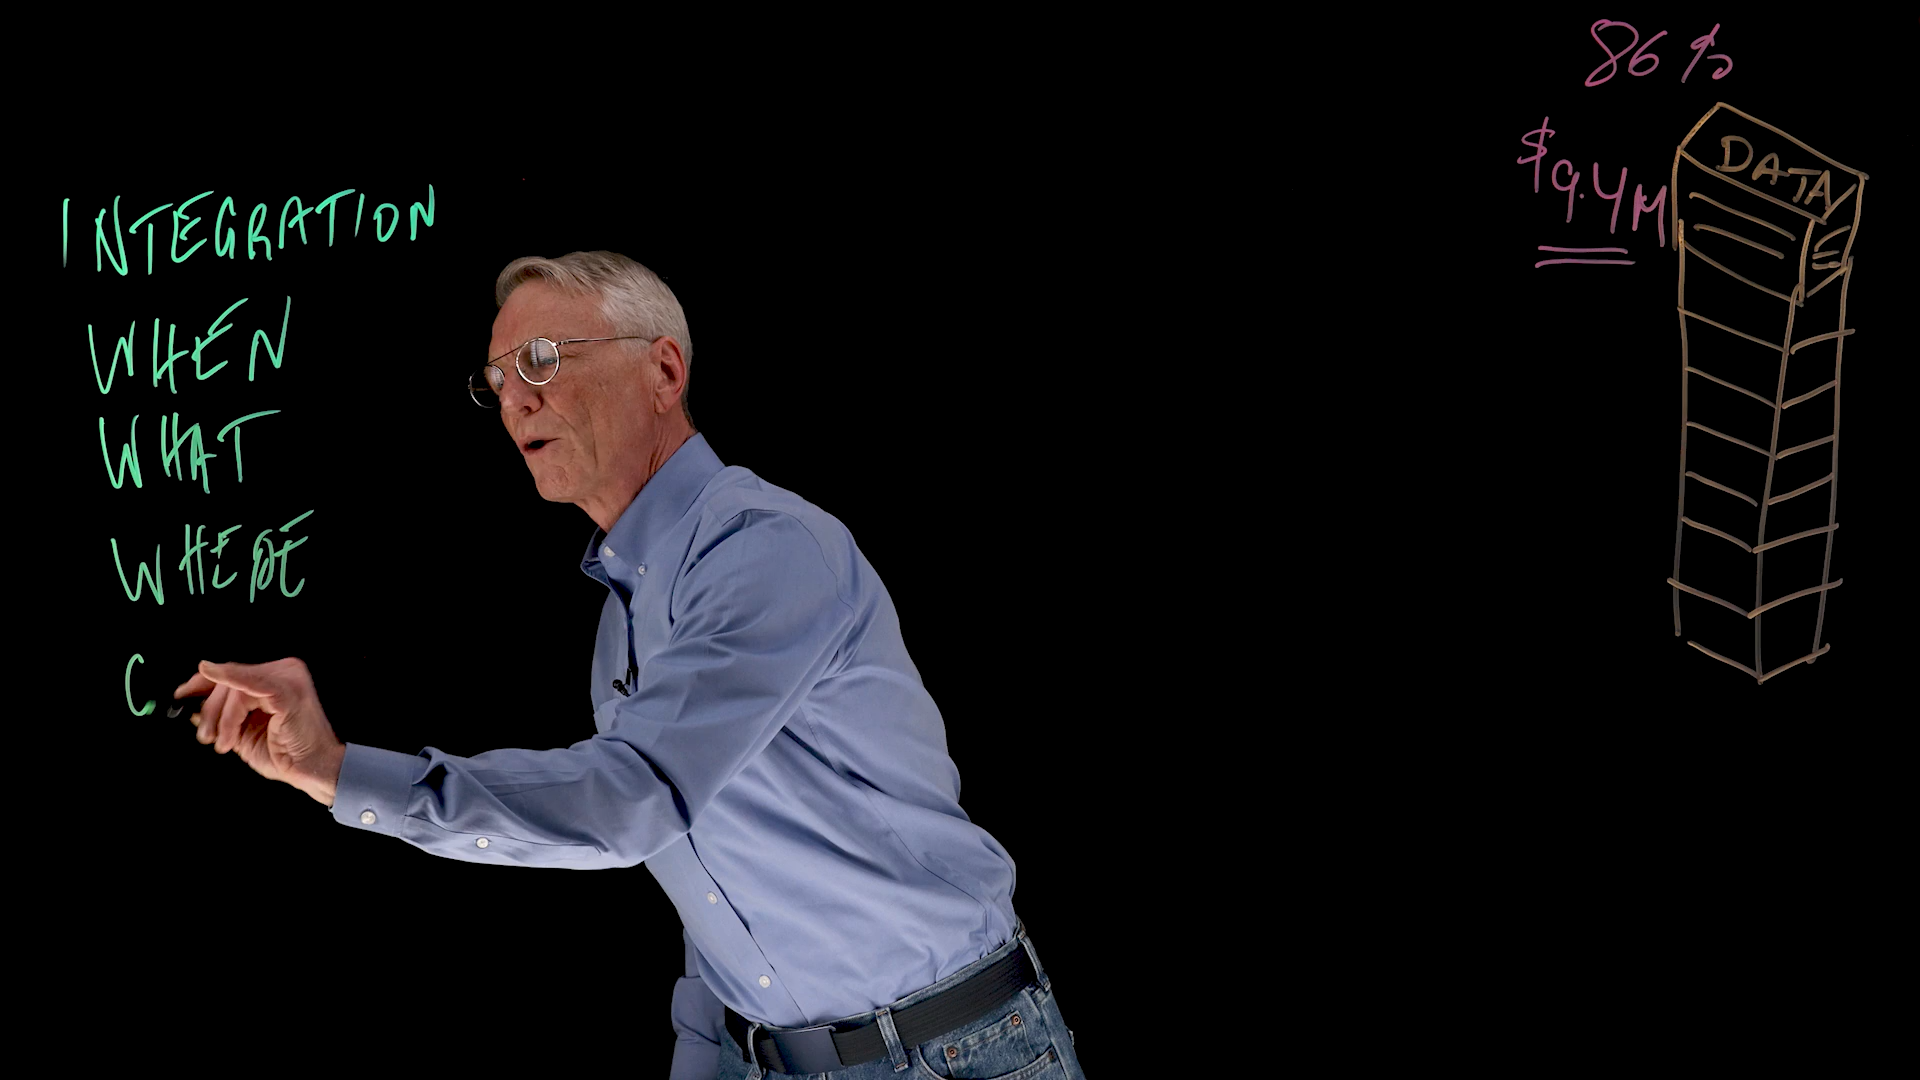 INTEGRATION
WHEN
WHAT
WHERE
C
86%
$9.4M
DATA